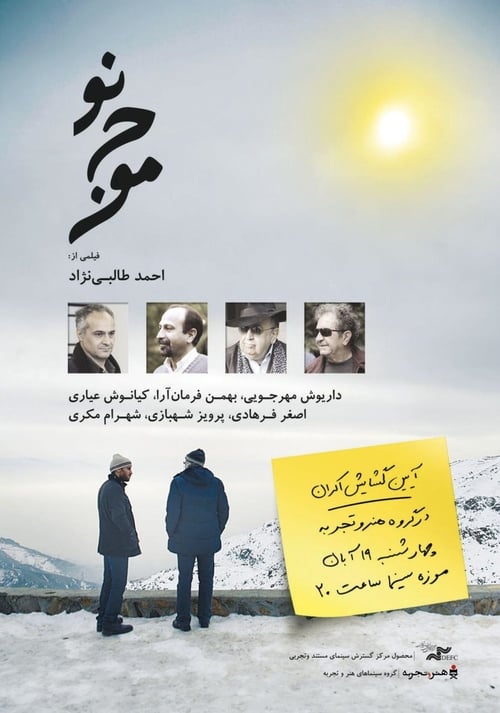 موج نو
فیلمی از:
احمد طالبی‌نژاد
داریوش مهرجویی، بهمن فرمان‌آرا، کیانوش عیاری
اصغر فرهادی، پرویز شهبازی، شهرام مکری
آیین گشایش اکران
در گروه هنر و تجربه
چهارشنبه ۱۹ آبان
موزه سینما ساعت ۲۰
محصول مرکز گسترش سینمای مستند و تجربی
DEFC
گروه سینماهای هنر و تجربه
هنر و تجربه